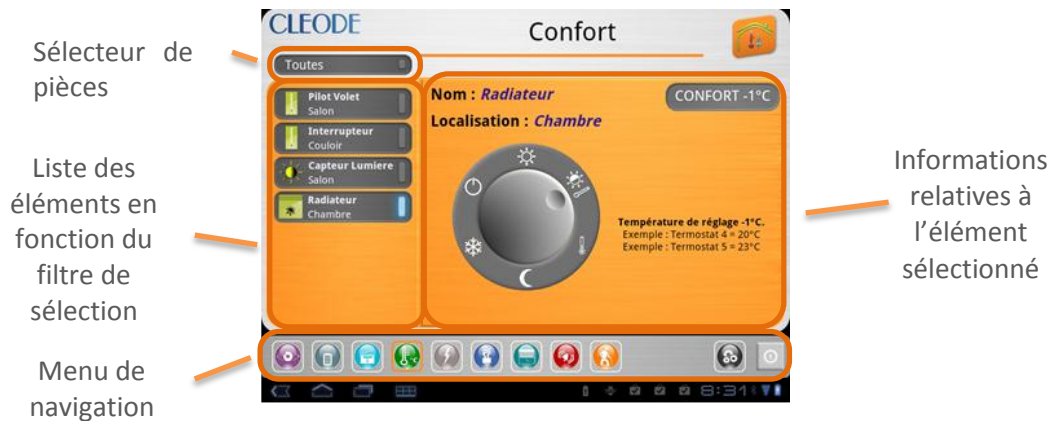 CLEODE
Confort
Sélecteur de
pièces
Toutes
Pilot Volet
Salon
Interrupteur
Couloir
Capteur Lumiere
Salon
Radiateur
Chambre
Nom : Radiateur
CONFORT -1°C
Localisation : Chambre
Température de réglage -1°C.
Exemple : Termostat 4 = 20°C
Exemple : Termostat 5 = 23°C
Liste des
éléments en
fonction du
filtre de
sélection
Informations
relatives à
l’élément
sélectionné
Menu de
navigation
8:31